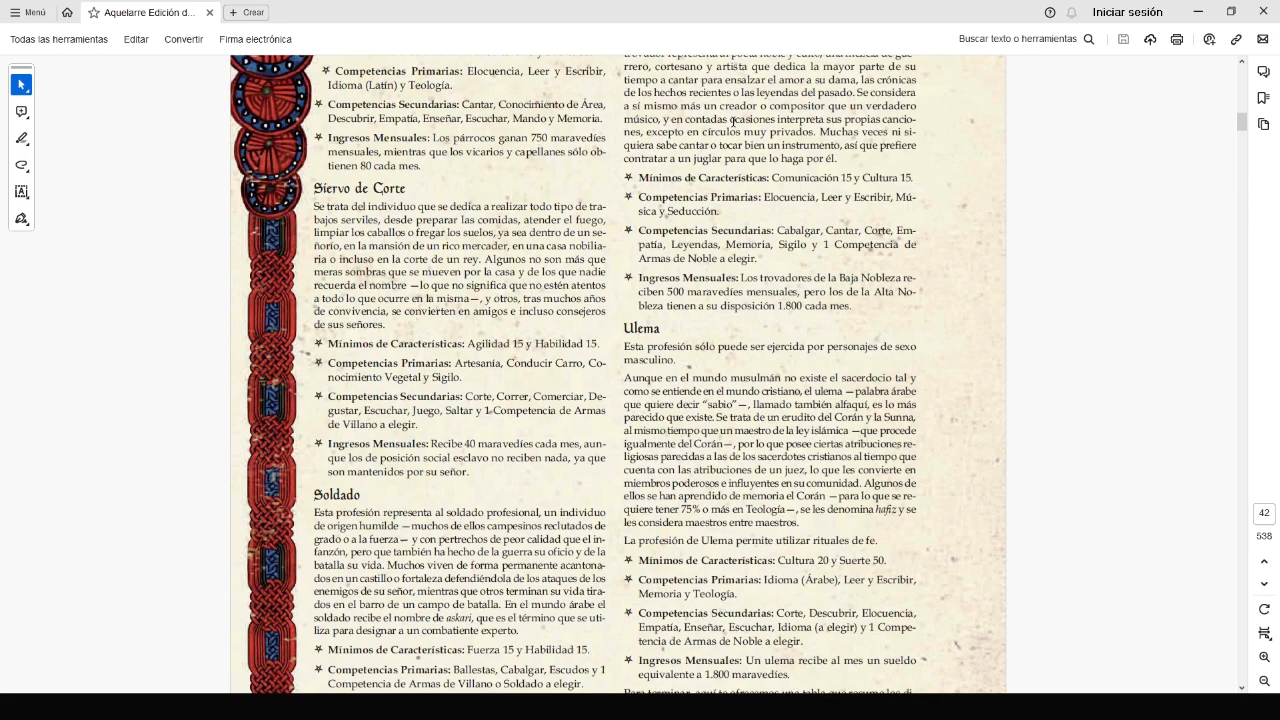 Menú
Aquelarre Edición d...
Crear
Iniciar sesión
Todas las herramientas
Editar
Convertir
Firma electrónica
Buscar texto o herramientas
Competencias Primarias: Elocuencia, Leer y Escribir,
Idioma (Latín) y Teología.
Competencias Secundarias: Cantar, Conocimiento de Área,
Descubrir, Empatía, Enseñar, Escuchar, Mando y Memoria.
Ingresos Mensuales: Los párrocos ganan 750 maravedíes
mensuales, mientras que los vicarios y capellanes sólo ob-
tienen 80 cada mes.
Siervo de Corte
Se trata del individuo que se dedica a realizar todo tipo de tra-
bajos serviles, desde preparar las comidas, atender el fuego,
limpiar los caballos o fregar los suelos, ya sea dentro de un se-
ñorío, en la mansión de un rico mercader, en una casa nobilia-
ria o incluso en la corte de un rey. Algunos no son más que
meras sombras que se mueven por la casa y de los que nadie
recuerda el nombre —lo que no significa que no estén atentos
a todo lo que ocurre en la misma—, y otros, tras muchos años
de convivencia, se convierten en amigos e incluso consejeros
de sus señores.
Mínimos de Características: Agilidad 15 y Habilidad 15.
Competencias Primarias: Artesanía, Conducir Carro, Co-
nocimiento Vegetal y Sigilo.
Competencias Secundarias: Corte, Correr, Comerciar, De-
gustar, Escuchar, Juego, Saltar y 1 Competencia de Armas
de Villano a elegir.
Ingresos Mensuales: Recibe 40 maravedíes cada mes, aun-
que los de posición social esclavo no reciben nada, ya que
son mantenidos por su señor.
Soldado
Esta profesión representa al soldado profesional, un individuo
de origen humilde —muchos de ellos campesinos reclutados de
grado o a la fuerza— y con pertrechos de peor calidad que el in-
fanzón, pero que también ha hecho de la guerra su oficio y de la
batalla su vida. Muchos viven de forma permanente acantona-
dos en un castillo o fortaleza defendiéndola de los ataques de los
enemigos de su señor, mientras que otros terminan su vida tira-
dos en el barro de un campo de batalla. En el mundo árabe el
soldado recibe el nombre de askari, que es el término que se uti-
liza para designar a un combatiente experto.
Mínimos de Características: Fuerza 15 y Habilidad 15.
Competencias Primarias: Ballestas, Cabalgar, Escudos y 1
Competencia de Armas de Villano o Soldado a elegir.
rrero, cortesano y artista que dedica la mayor parte de su
tiempo a cantar para ensalzar el amor a su dama, las crónicas
de los hechos recientes o las leyendas del pasado. Se considera
a sí mismo más un creador o compositor que un verdadero
músico, y en contadas ocasiones interpreta sus propias cancio-
nes, excepto en círculos muy privados. Muchas veces ni si-
quiera sabe cantar o tocar bien un instrumento, así que prefiere
contratar a un juglar para que lo haga por él.
Mínimos de Características: Comunicación 15 y Cultura 15.
Competencias Primarias: Elocuencia, Leer y Escribir, Mú-
sica y Seducción.
Competencias Secundarias: Cabalgar, Cantar, Corte, Em-
patía, Leyendas, Memoria, Sigilo y 1 Competencia de
Armas de Noble a elegir.
Ingresos Mensuales: Los trovadores de la Baja Nobleza re-
ciben 500 maravedíes mensuales, pero los de la Alta No-
bleza tienen a su disposición 1.800 cada mes.
Ulema
Esta profesión sólo puede ser ejercida por personajes de sexo
masculino.
Aunque en el mundo musulmán no existe el sacerdocio tal y
como se entiende en el mundo cristiano, el ulema —palabra árabe
que quiere decir “sabio”—, llamado también alfaquí, es lo más
parecido que existe. Se trata de un erudito del Corán y la Sunna,
al mismo tiempo que un maestro de la ley islámica —que procede
igualmente del Corán—, por lo que posee ciertas atribuciones re-
ligiosas parecidas a las de los sacerdotes cristianos al tiempo que
cuenta con las atribuciones de un juez, lo que les convierte en
miembros poderosos e influyentes en su comunidad. Algunos de
ellos se han aprendido de memoria el Corán —para lo que se re-
quiere tener 75% o más en Teología—, se les denomina hafiz y se
les considera maestros entre maestros.
La profesión de Ulema permite utilizar rituales de fe.
Mínimos de Características: Cultura 20 y Suerte 50.
Competencias Primarias: Idioma (Árabe), Leer y Escribir,
Memoria y Teología.
Competencias Secundarias: Corte, Descubrir, Elocuencia,
Empatía, Enseñar, Escuchar, Idioma (a elegir) y 1 Compe-
tencia de Armas de Noble a elegir.
Ingresos Mensuales: Un ulema recibe al mes un sueldo
equivalente a 1.800 maravedíes.
42
538